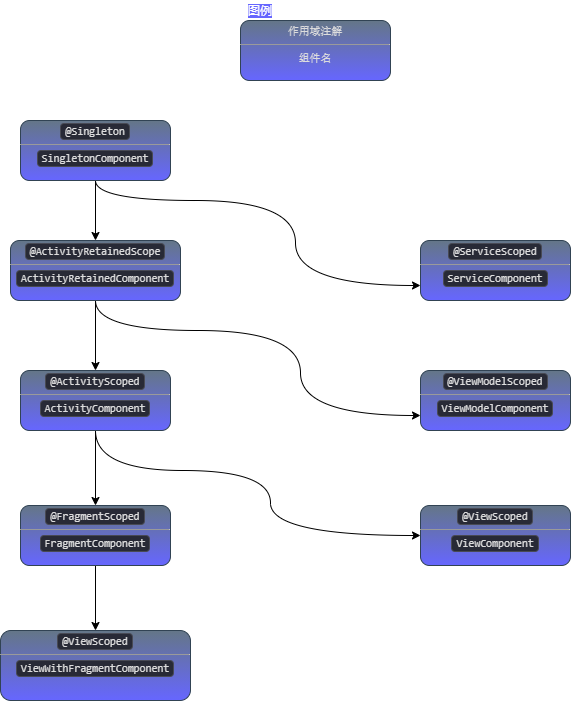 图例
作用域注解
组件名
@Singleton
SingletonComponent
@ActivityRetainedScope
ActivityRetainedComponent
@ServiceScoped
ServiceComponent
@ActivityScoped
ActivityComponent
@ViewModelScoped
ViewModelComponent
@FragmentScoped
FragmentComponent
@ViewScoped
ViewComponent
@ViewScoped
ViewWithFragmentComponent